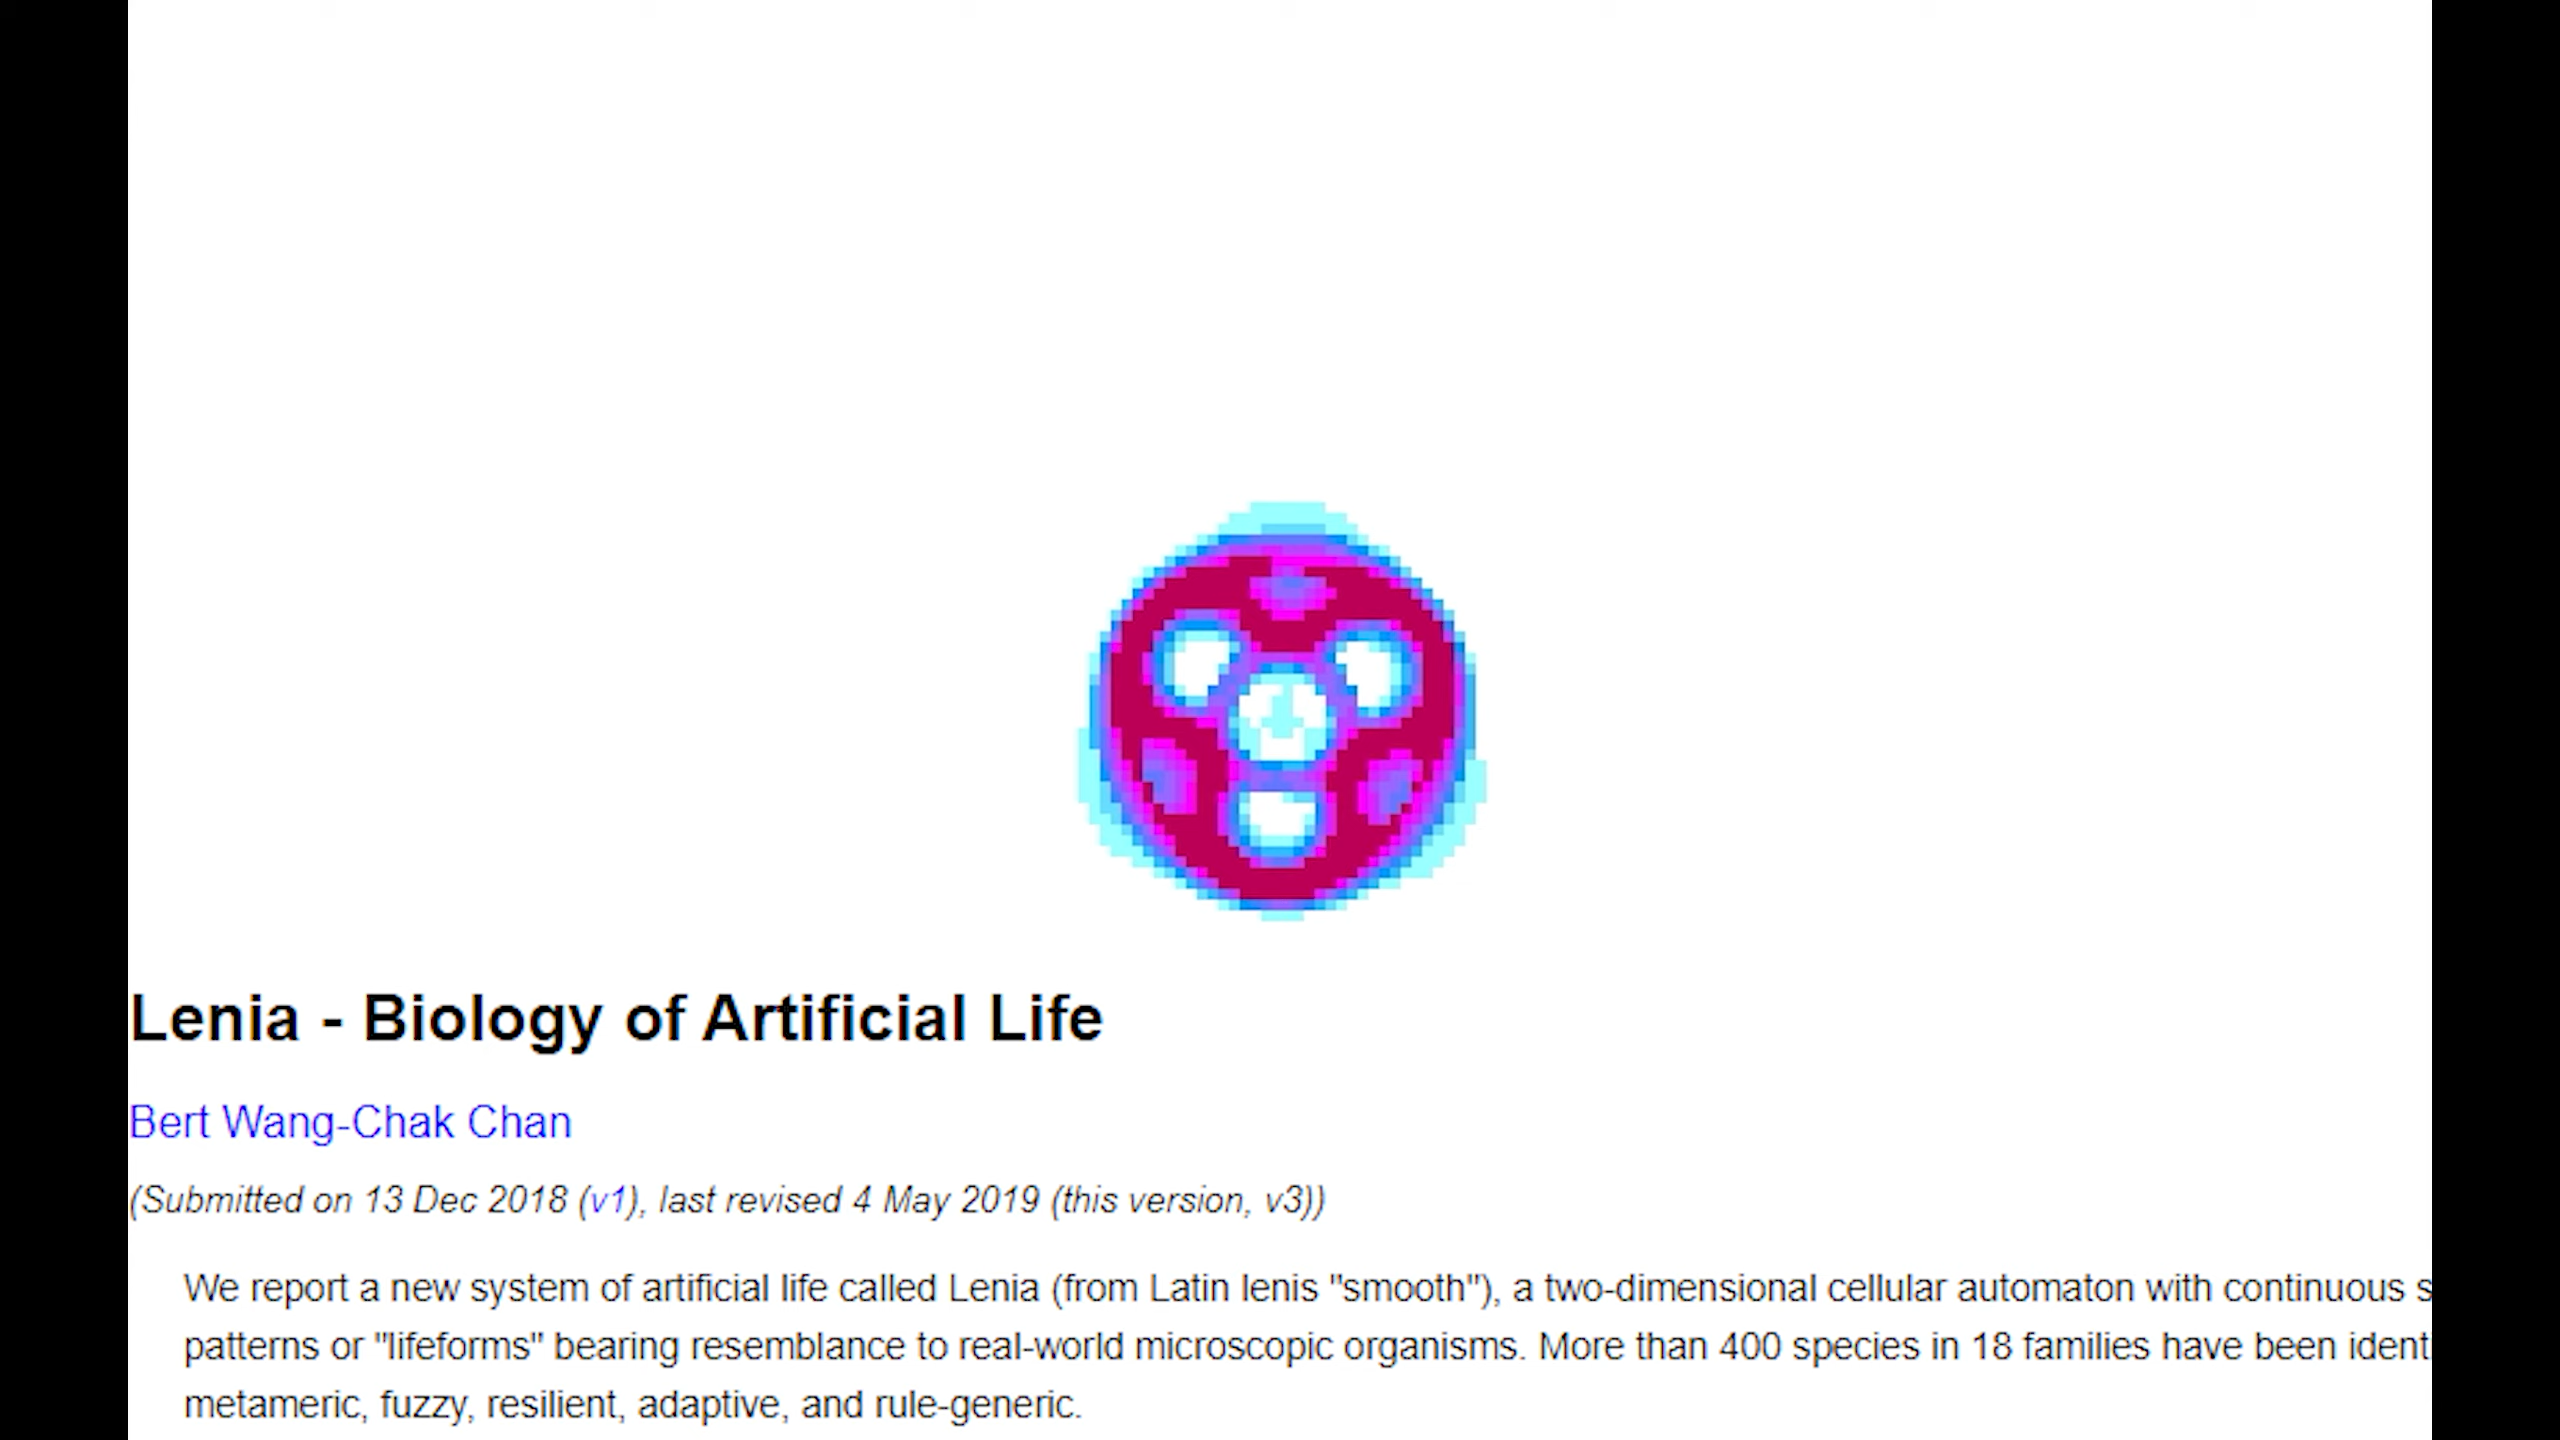 Lenia - Biology of Artificial Life
Bert Wang-Chak Chan
(Submitted on 13 Dec 2018 (v1), last revised 4 May 2019 (this version, v3))
We report a new system of artificial life called Lenia (from Latin lenis "smooth"), a two-dimensional cellular automaton with continuous s
patterns or "lifeforms" bearing resemblance to real-world microscopic organisms. More than 400 species in 18 families have been ident
metameric, fuzzy, resilient, adaptive, and rule-generic.